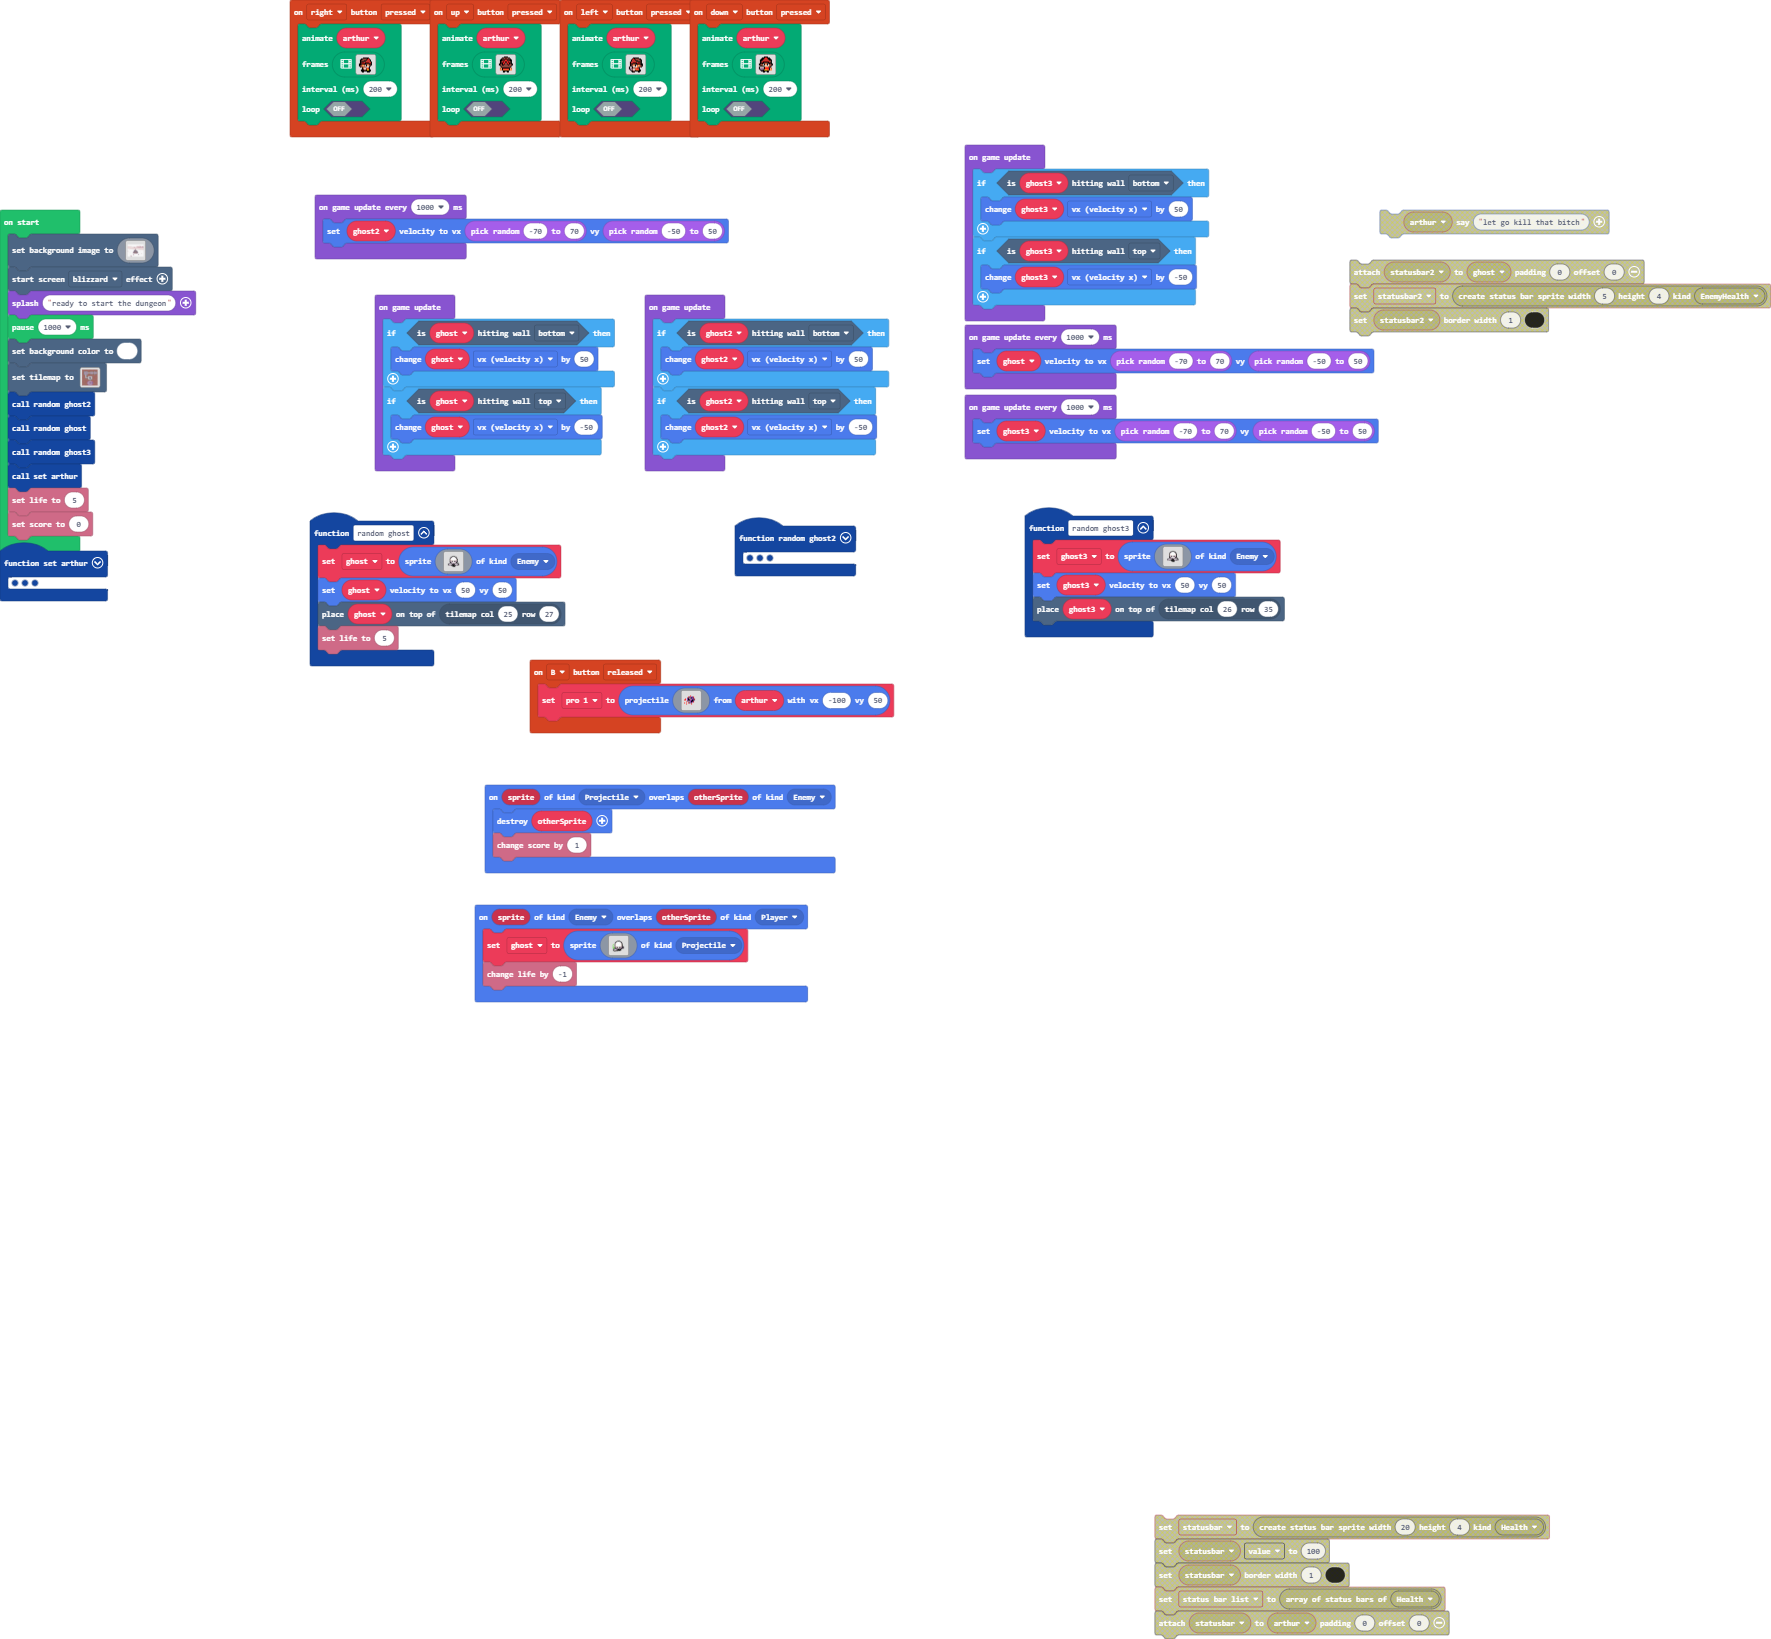 on right button pressed
animate arthur
frames
interval (ms) 200
loop OFF
on up button pressed
animate arthur
frames
interval (ms) 200
loop OFF
on left button pressed
animate arthur
frames
interval (ms) 200
loop OFF
on down button pressed
animate arthur
frames
interval (ms) 200
loop OFF
on start
set background image to
start screen blizzard effect
splash "ready to start the dungeon"
pause 1000 ms
set background color to
set tilemap to
call random ghost2
call random ghost
call random ghost3
call set arthur
set life to 5
set score to 0
function set arthur
on game update every 1000 ms
set ghost2 velocity to vx pick random -70 to 70 vy pick random -50 to 50
on game update
if is ghost hitting wall bottom then
change ghost vx (velocity x) by 50
if is ghost hitting wall top then
change ghost vx (velocity x) by -50
on game update
if is ghost2 hitting wall bottom then
change ghost2 vx (velocity x) by 50
if is ghost2 hitting wall top then
change ghost2 vx (velocity x) by -50
on game update
if is ghost3 hitting wall bottom then
change ghost3 vx (velocity x) by 50
if is ghost3 hitting wall top then
change ghost3 vx (velocity x) by -50
on game update every 1000 ms
set ghost velocity to vx pick random -70 to 70 vy pick random -50 to 50
on game update every 1000 ms
set ghost3 velocity to vx pick random -70 to 70 vy pick random -50 to 50
arthur say "let go kill that bitch"
attach statusbar2 to ghost padding 0 offset 0
set statusbar2 to create status bar sprite width 5 height 4 kind EnemyHealth
set statusbar2 border width 1
function random ghost
set ghost to sprite of kind Enemy
set ghost velocity to vx 50 vy 50
place ghost on top of tilemap col 25 row 27
set life to 5
function random ghost2
function random ghost3
set ghost3 to sprite of kind Enemy
set ghost3 velocity to vx 50 vy 50
place ghost3 on top of tilemap col 26 row 35
on B button released
set pro 1 to projectile from arthur with vx -100 vy 50
on sprite of kind Projectile overlaps otherSprite of kind Enemy
destroy otherSprite
change score by 1
on sprite of kind Enemy overlaps otherSprite of kind Player
set ghost to sprite of kind Projectile
change life by -1
set statusbar to create status bar sprite width 20 height 4 kind Health
set statusbar value to 100
set statusbar border width 1
set status bar list to array of status bars of Health
attach statusbar to arthur padding 0 offset 0